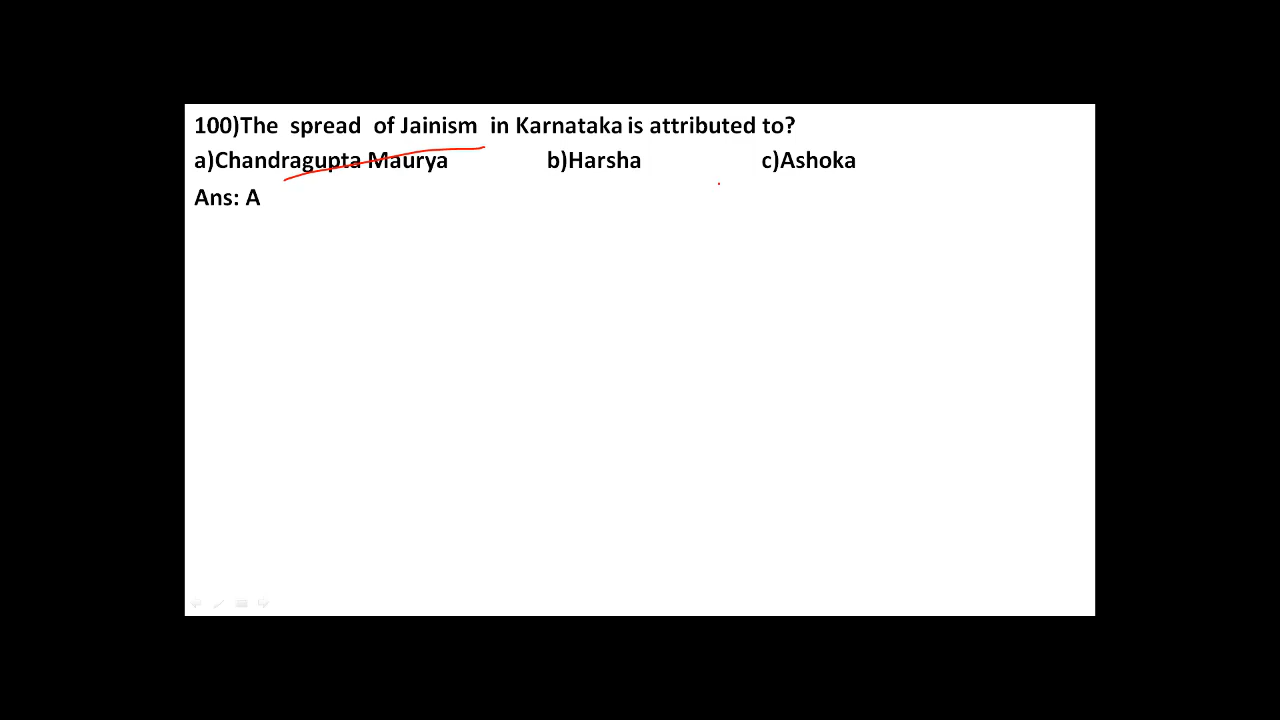 100)The spread of Jainism in Karnataka is attributed to?
a)Chandragupta Maurya b)Harsha c)Ashoka
Ans: A